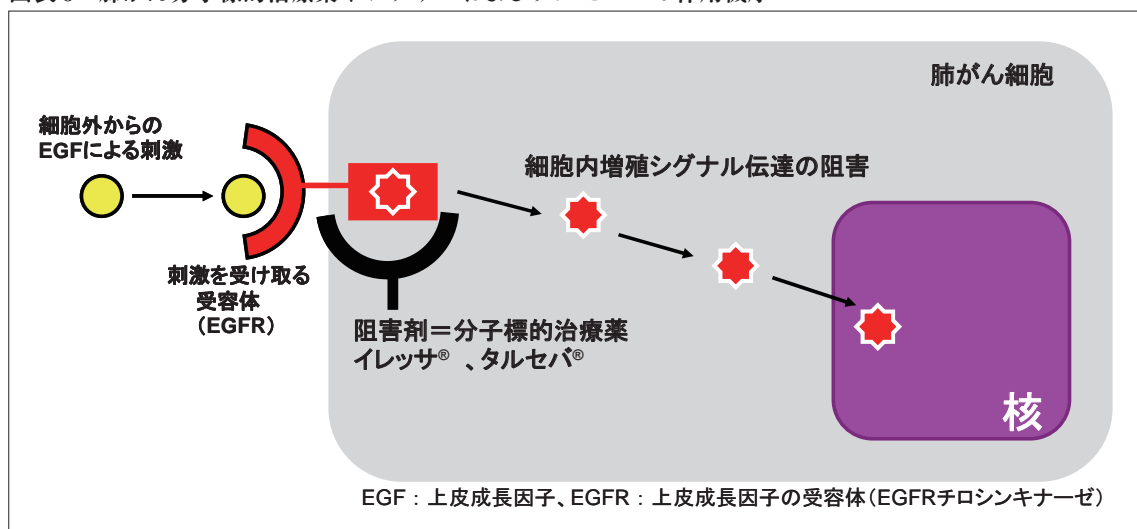 肺がん細胞
細胞外からの
EGFによる刺激
細胞内増殖シグナル伝達の阻害
刺激を受け取る
受容体
（EGFR）
阻害剤＝分子標的治療薬
イレッサ® 、タルセバ®
核
EGF：上皮成長因子、EGFR：上皮成長因子の受容体（EGFRチロシンキナーゼ）